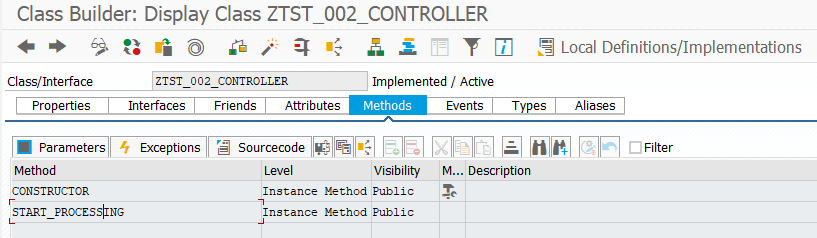 Class Builder: Display Class ZTST_002_CONTROLLER
Local Definitions/Implementations
Class/Interface ZTST_002_CONTROLLER Implemented / Active
Properties Interfaces Friends Attributes Methods Events Types Aliases
Parameters Exceptions Sourcecode Filter
Method Level Visibility M... Description
CONSTRUCTOR Instance Method Public
START_PROCESSING Instance Method Public